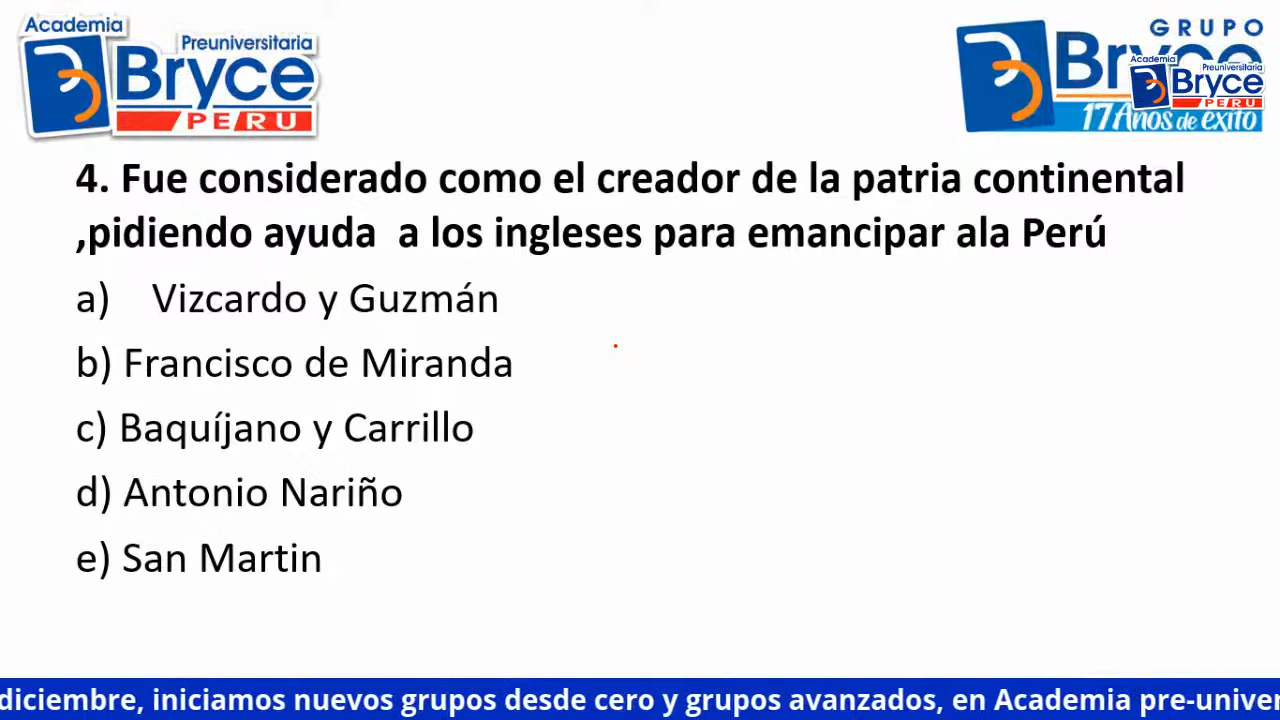 Academia
Preuniversitaria
Bryce
PERU
GRUPO
Bryce
17 Años de éxito
Academia
Preuniversitaria
Bryce
PERU
4. Fue considerado como el creador de la patria continental
,pidiendo ayuda a los ingleses para emancipar ala Perú
a) Vizcardo y Guzmán
b) Francisco de Miranda
c) Baquíjano y Carrillo
d) Antonio Nariño
e) San Martin
diciembre, iniciamos nuevos grupos desde cero y grupos avanzados, en Academia pre-univer